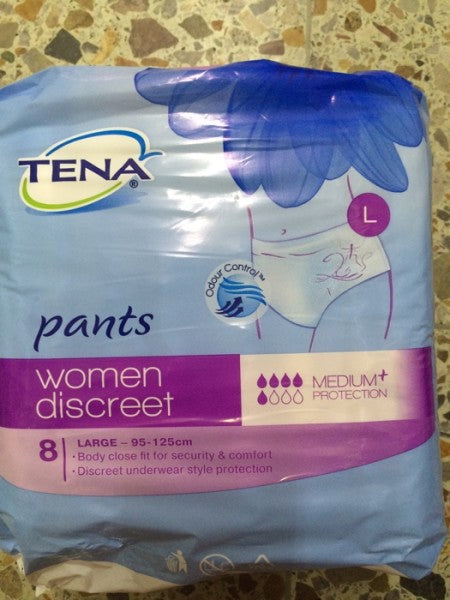 TENA®
L
Odour Control™
pants
women
discreet
MEDIUM+
PROTECTION
8
LARGE – 95-125cm
• Body close fit for security & comfort
• Discreet underwear style protection